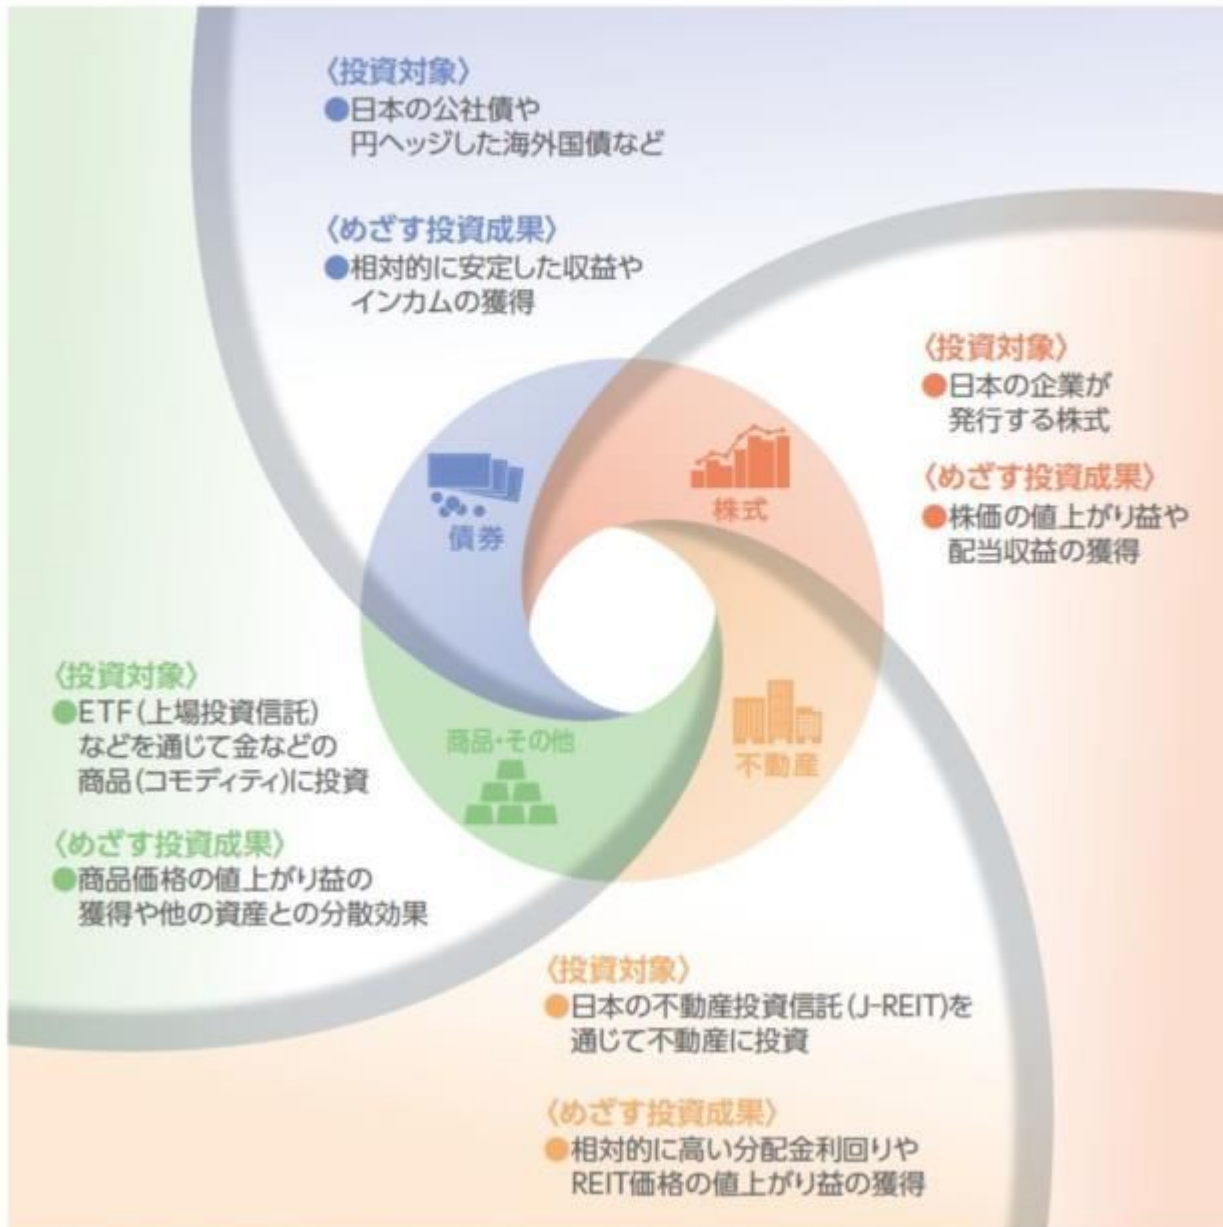 〈投資対象〉
●日本の公社債や
円ヘッジした海外国債など
〈めざす投資成果〉
●相対的に安定した収益や
インカムの獲得
〈投資対象〉
●日本の企業が
発行する株式
〈めざす投資成果〉
●株価の値上がり益や
配当収益の獲得
債券
株式
商品・その他
不動産
〈投資対象〉
●ETF(上場投資信託)
などを通じて金などの
商品(コモディティ)に投資
〈めざす投資成果〉
●商品価格の値上がり益の
獲得や他の資産との分散効果
〈投資対象〉
●日本の不動産投資信託(J-REIT)を
通じて不動産に投資
〈めざす投資成果〉
●相対的に高い分配金利回りや
REIT価格の値上がり益の獲得